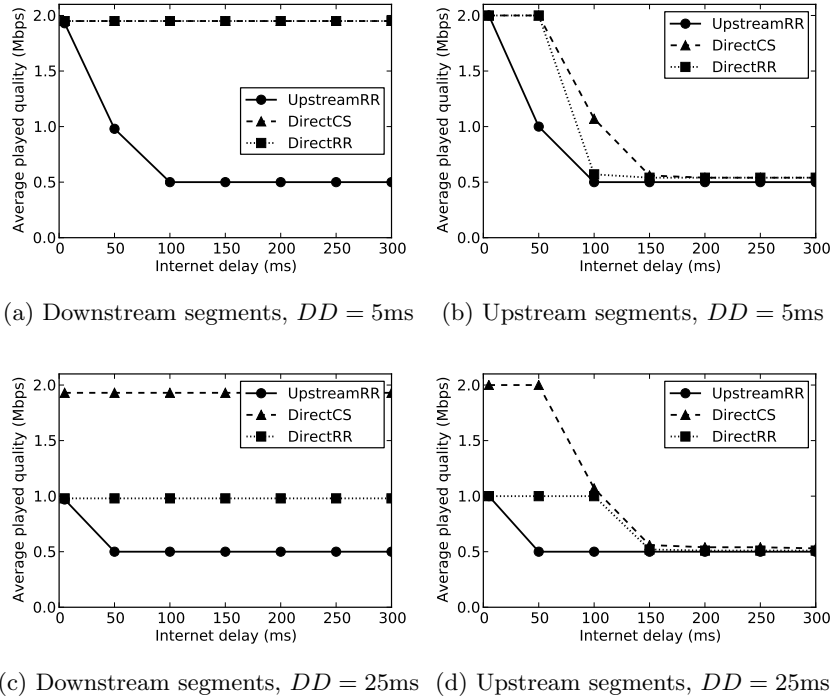 2.0
1.5
1.0
0.5
0.0
Average played quality (Mbps)
UpstreamRR
DirectCS
DirectRR
0 50 100 150 200 250 300
Internet delay (ms)
(a) Downstream segments, DD = 5ms
2.0
1.5
1.0
0.5
0.0
Average played quality (Mbps)
UpstreamRR
DirectCS
DirectRR
0 50 100 150 200 250 300
Internet delay (ms)
(b) Upstream segments, DD = 5ms
2.0
1.5
1.0
0.5
0.0
Average played quality (Mbps)
UpstreamRR
DirectCS
DirectRR
0 50 100 150 200 250 300
Internet delay (ms)
(c) Downstream segments, DD = 25ms
2.0
1.5
1.0
0.5
0.0
Average played quality (Mbps)
UpstreamRR
DirectCS
DirectRR
0 50 100 150 200 250 300
Internet delay (ms)
(d) Upstream segments, DD = 25ms